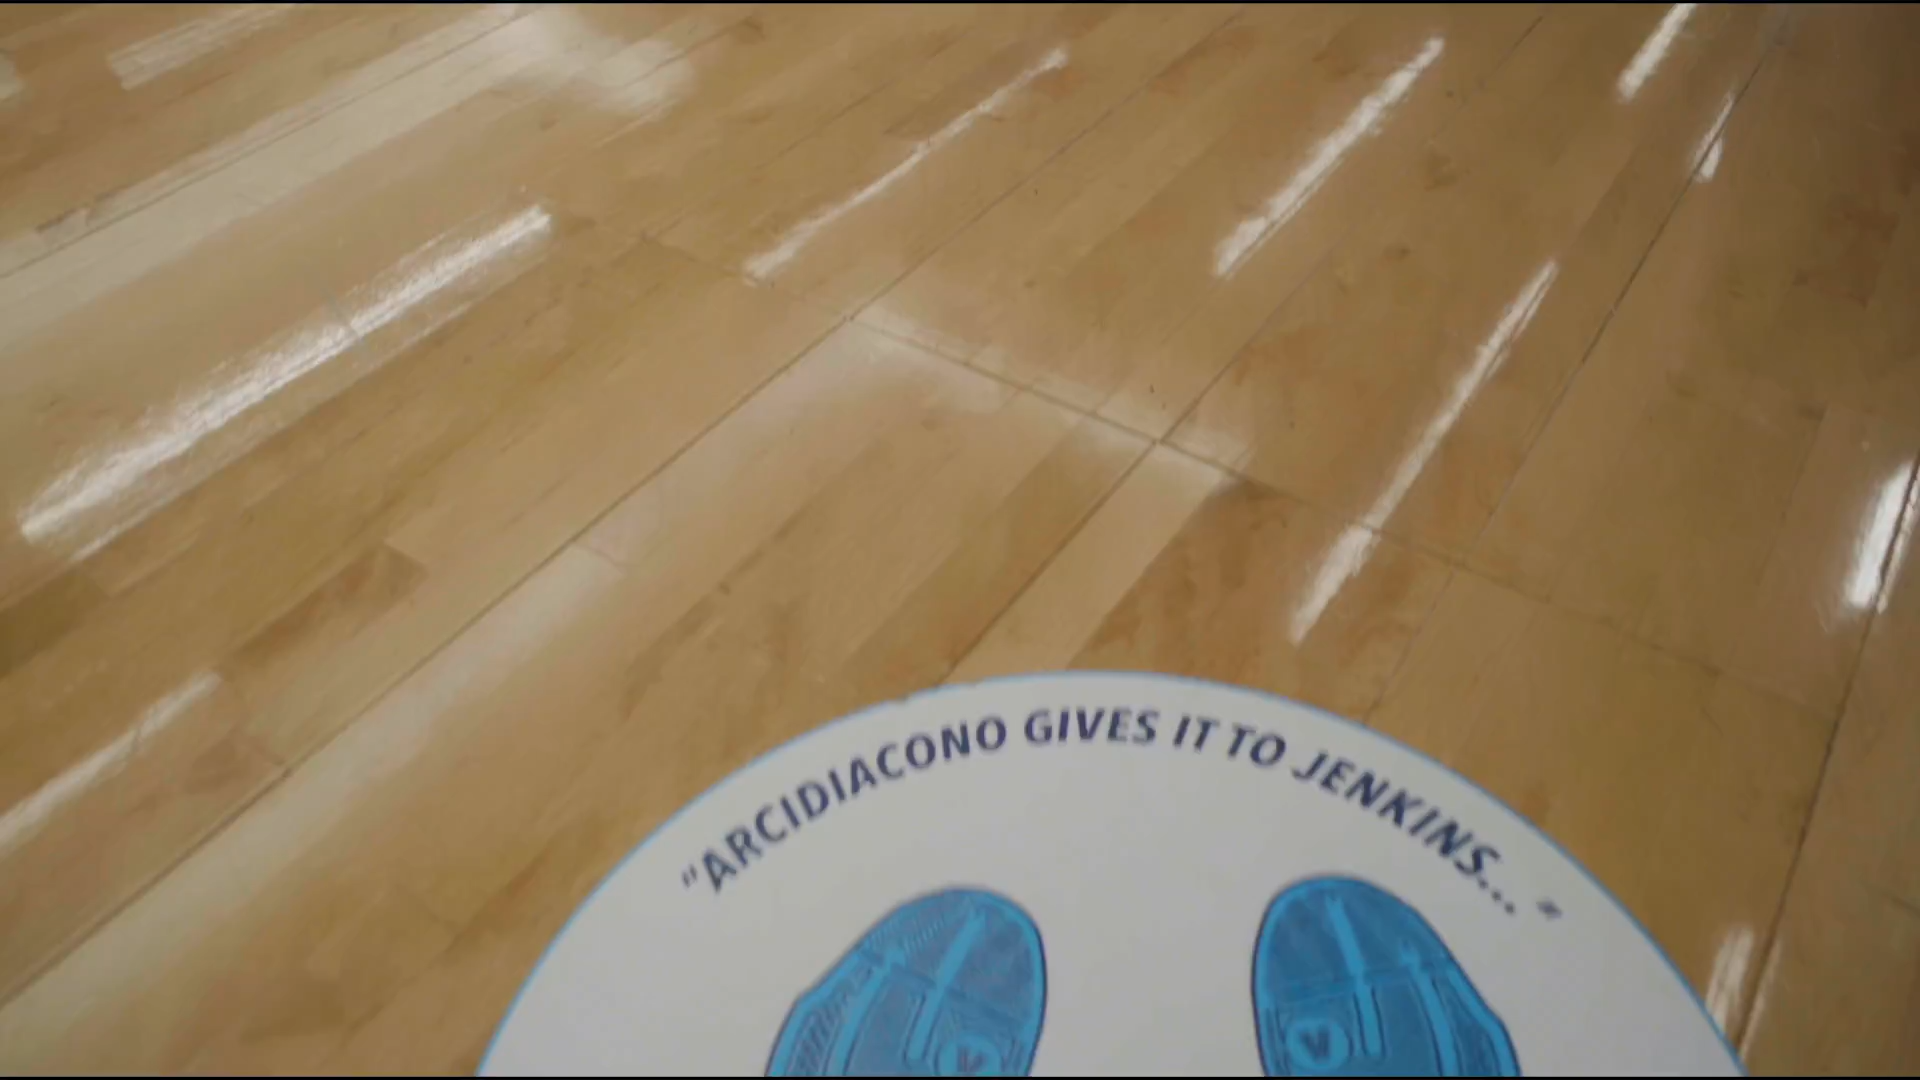 "ARCIDIACONO GIVES IT TO JENKINS..."
V
V